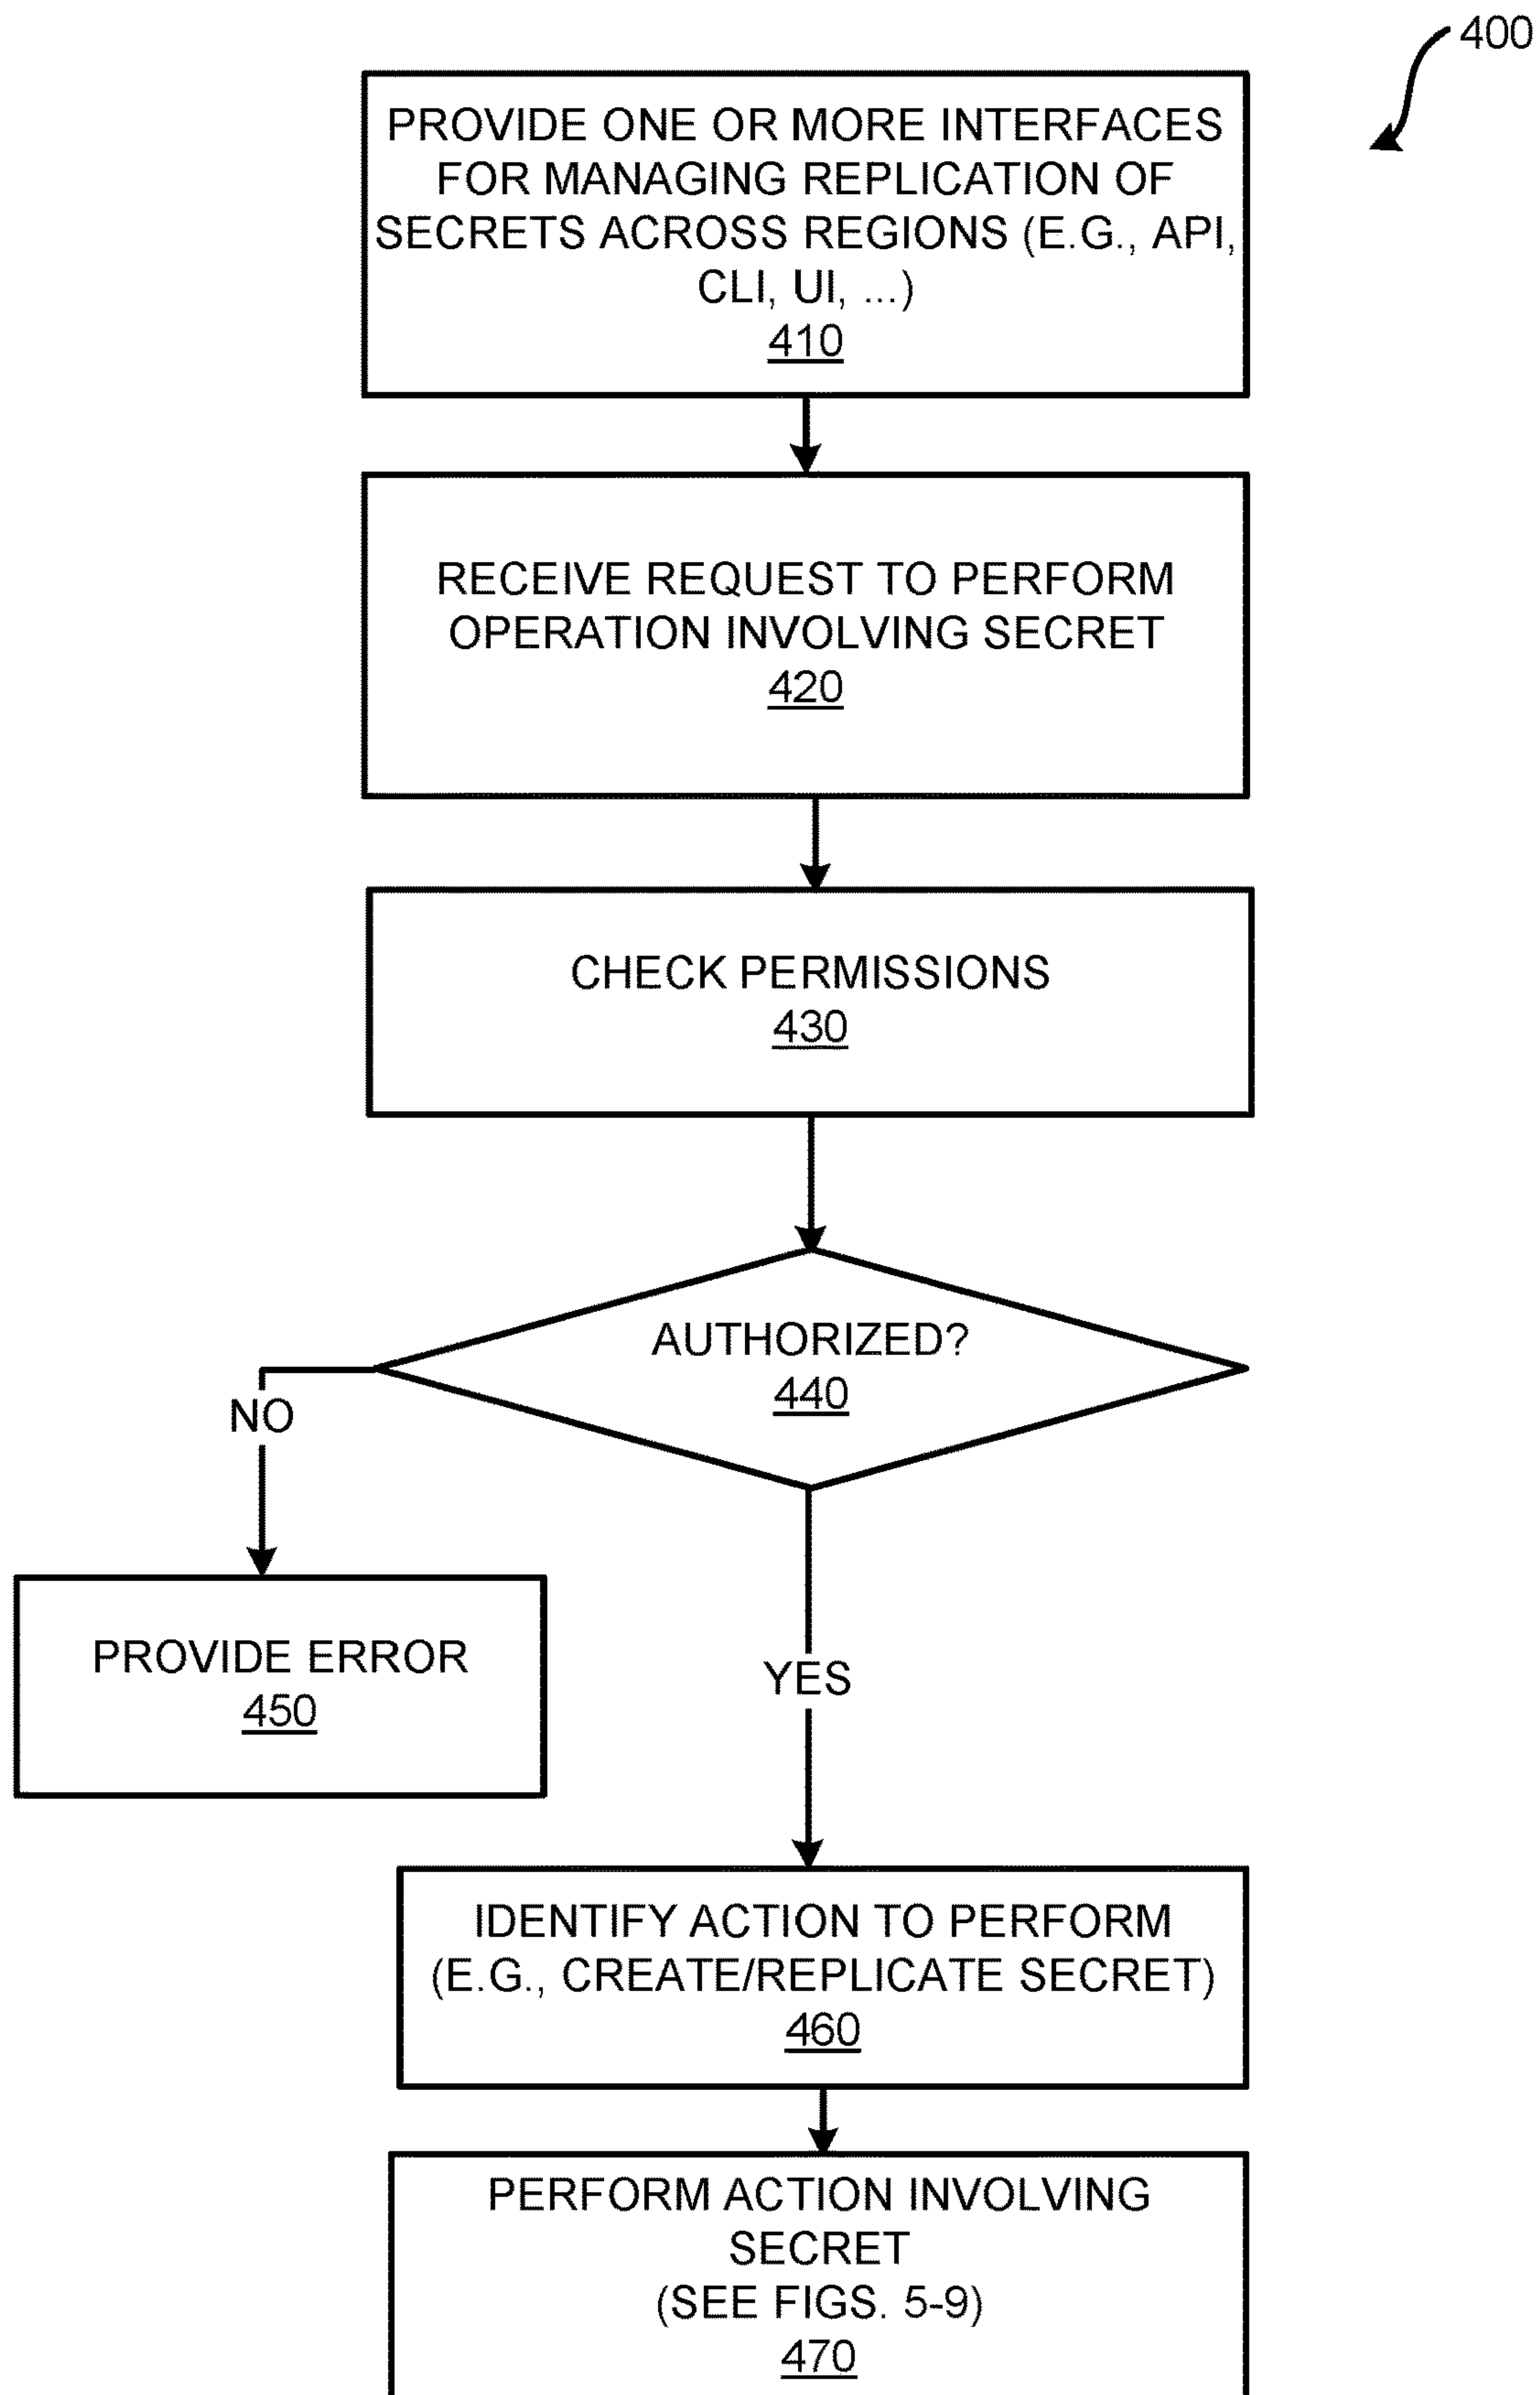 400
PROVIDE ONE OR MORE INTERFACES
FOR MANAGING REPLICATION OF
SECRETS ACROSS REGIONS (E.G., API,
CLI, UI, ...)
410
RECEIVE REQUEST TO PERFORM
OPERATION INVOLVING SECRET
420
CHECK PERMISSIONS
430
AUTHORIZED?
440
NO
PROVIDE ERROR
450
YES
IDENTIFY ACTION TO PERFORM
(E.G., CREATE/REPLICATE SECRET)
460
PERFORM ACTION INVOLVING
SECRET
(SEE FIGS. 5-9)
470